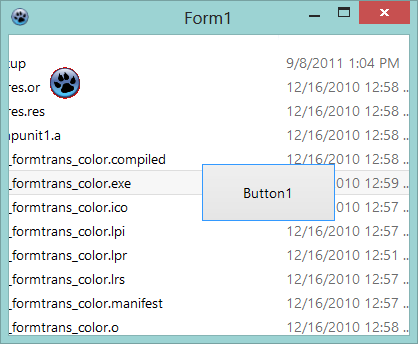 Form1
up 9/8/2011 1:04 PM
res.or 12/16/2010 12:58 ..
res.res 12/16/2010 12:58 ..
npunit1.a 12/16/2010 12:58 ..
_formtrans_color.compiled 12/16/2010 12:58 ..
_formtrans_color.exe 2010 12:59 ..
Button1
_formtrans_color.ico 2010 12:57 ..
_formtrans_color.lpi 12/16/2010 12:57 ..
_formtrans_color.lpr 12/16/2010 12:51 ..
_formtrans_color.lrs 12/16/2010 12:57 ..
_formtrans_color.manifest 12/16/2010 12:57 ..
_formtrans_color.o 12/16/2010 12:58 ..